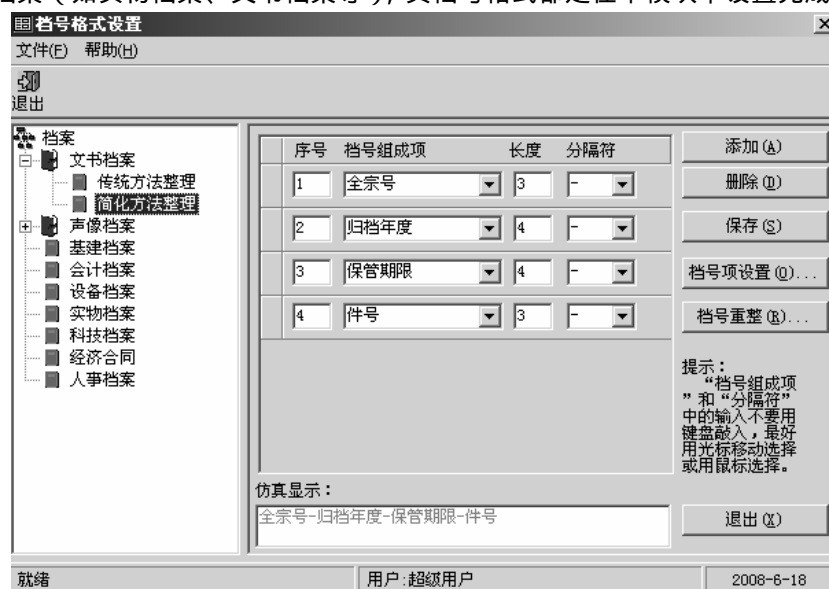 档号格式设置
文件(F) 帮助(H)
退出
档案
文书档案
传统方法整理
简化方法整理
声像档案
基建档案
会计档案
设备档案
实物档案
科技档案
经济合同
人事档案
序号 档号组成项 长度 分隔符
1 全宗号 3 -
2 归档年度 4 -
3 保管期限 4 -
4 件号 3 -
添加(A)
删除(D)
保存(S)
档号项设置(O)...
档号重整(R)...
提示：
“档号组成项
”和“分隔符”
中的输入不要用
键盘敲入，最好
用光标移动选择
或用鼠标选择。
仿真显示：
全宗号-归档年度-保管期限-件号
退出(X)
就绪 用户:超级用户 2008-6-18